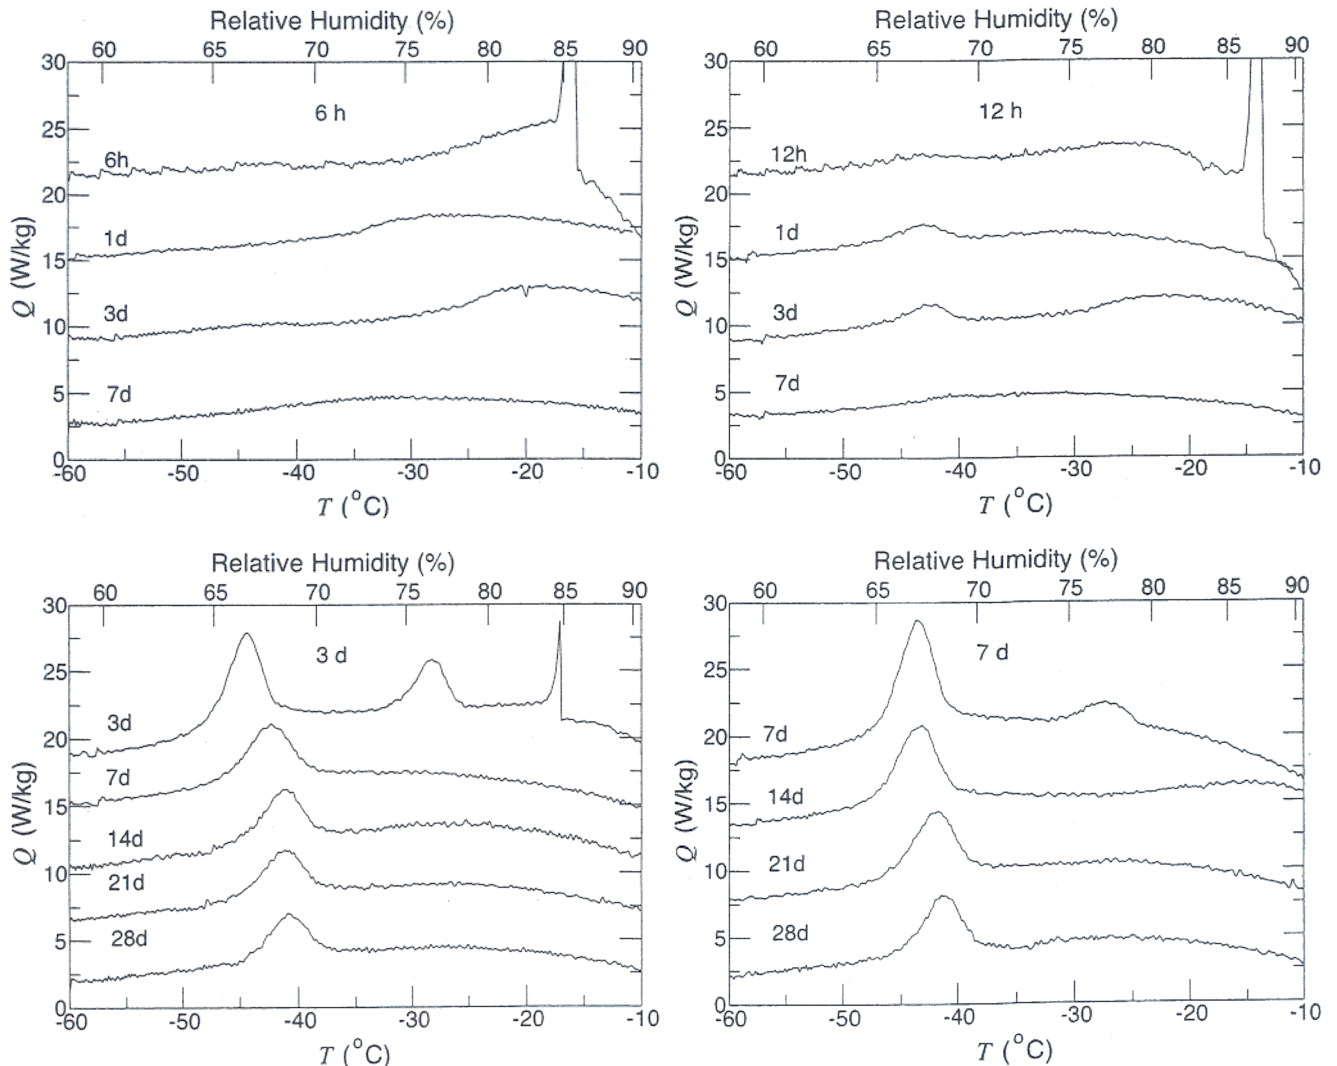 Relative Humidity (%)
60 65 70 75 80 85 90
30
25
20
15
10
5
0
Q (W/kg)
6 h
6h
1d
3d
7d
-60 -50 -40 -30 -20 -10
T (°C)
Relative Humidity (%)
60 65 70 75 80 85 90
30
25
20
15
10
5
0
Q (W/kg)
12 h
12h
1d
3d
7d
-60 -50 -40 -30 -20 -10
T (°C)
Relative Humidity (%)
60 65 70 75 80 85 90
30
25
20
15
10
5
0
Q (W/kg)
3 d
3d
7d
14d
21d
28d
-60 -50 -40 -30 -20 -10
T (°C)
Relative Humidity (%)
60 65 70 75 80 85 90
30
25
20
15
10
5
0
Q (W/kg)
7 d
7d
14d
21d
28d
-60 -50 -40 -30 -20 -10
T (°C)